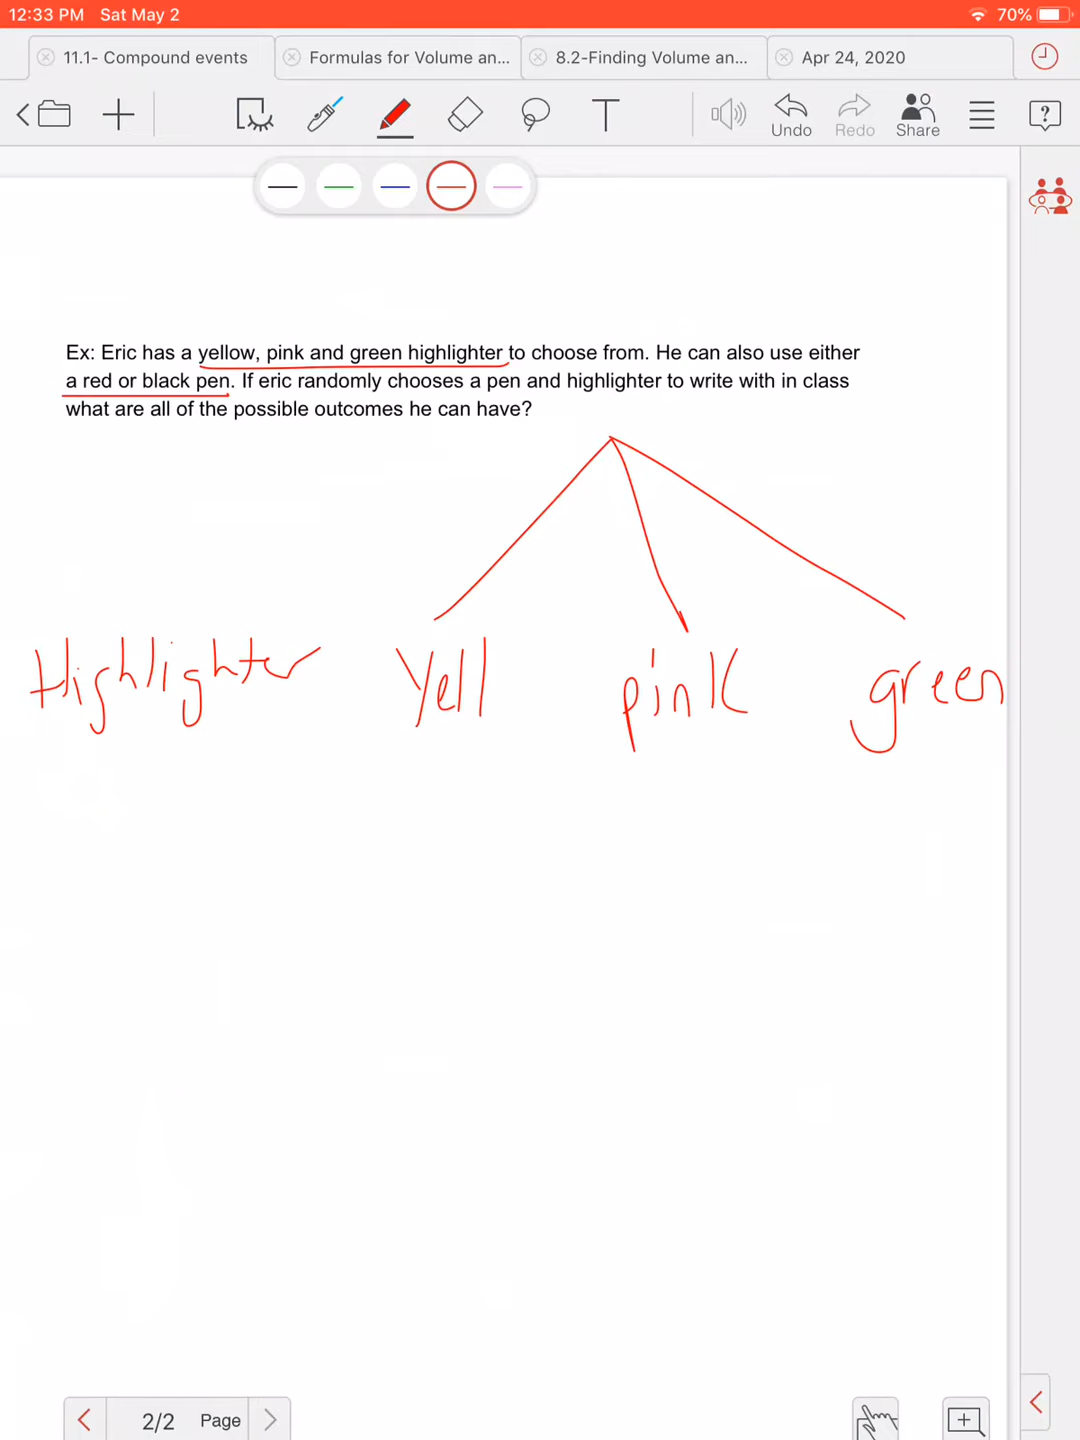 12:33 PM Sat May 2 70%
11.1- Compound events Formulas for Volume an... 8.2-Finding Volume an... Apr 24, 2020
T Undo Redo Share ?
Ex: Eric has a yellow, pink and green highlighter to choose from. He can also use either
a red or black pen. If eric randomly chooses a pen and highlighter to write with in class
what are all of the possible outcomes he can have?
Highlighter Yell pink green
2/2 Page